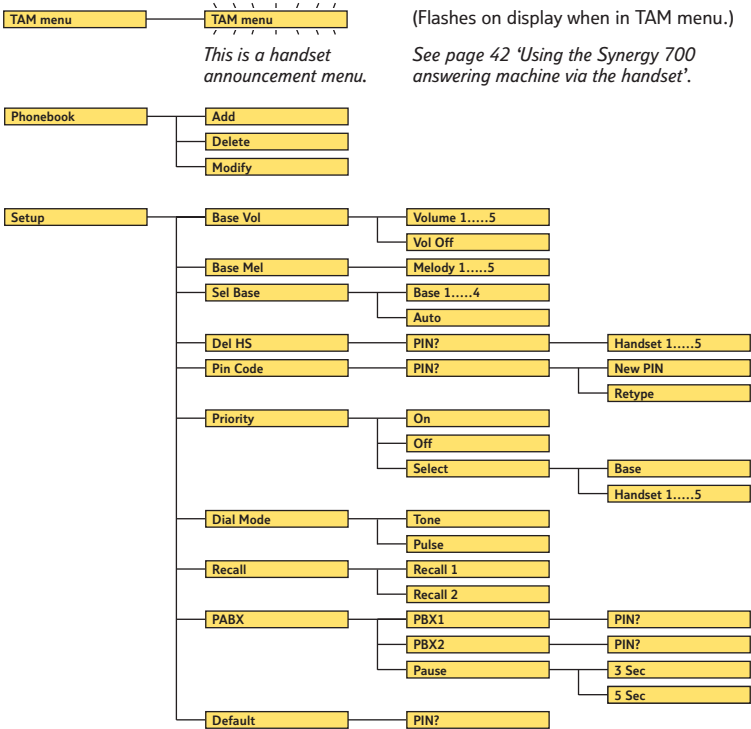 TAM menu TAM menu (Flashes on display when in TAM menu.)
This is a handset See page 42 ‘Using the Synergy 700
announcement menu. answering machine via the handset’.
Phonebook Add
Delete
Modify
Setup Base Vol Volume 1.....5
Vol Off
Base Mel Melody 1.....5
Sel Base Base 1.....4
Auto
Del HS PIN? Handset 1.....5
Pin Code PIN? New PIN
Retype
Priority On
Off
Select Base
Handset 1.....5
Dial Mode Tone
Pulse
Recall Recall 1
Recall 2
PABX PBX1 PIN?
PBX2 PIN?
Pause 3 Sec
5 Sec
Default PIN?